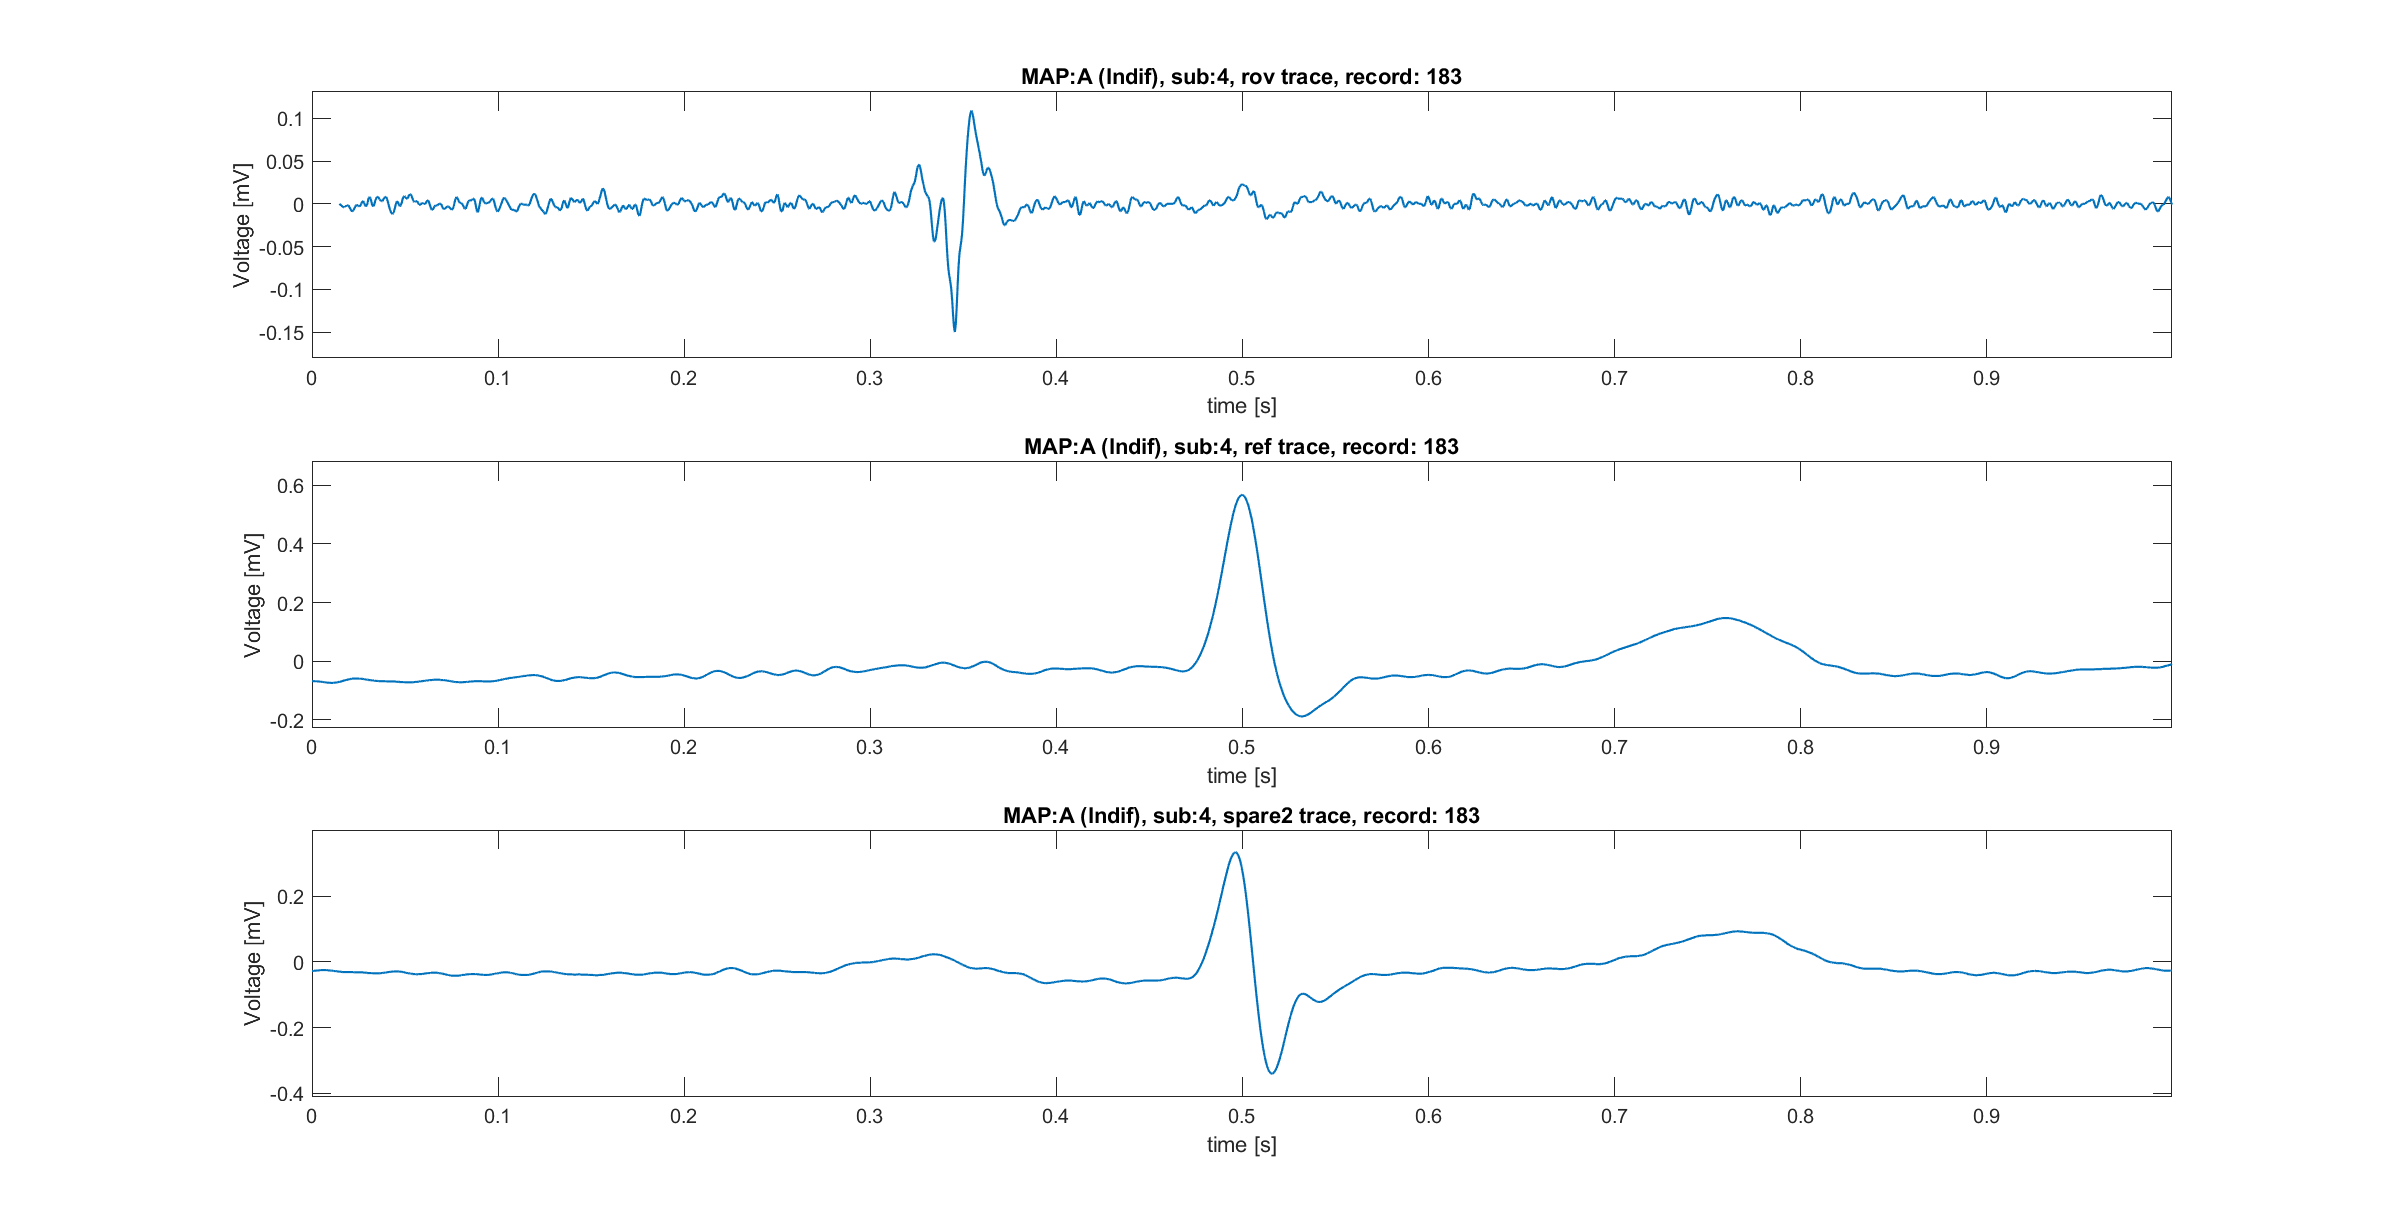 MAP:A (Indif), sub:4, rov trace, record: 183
0.1
0.05
0
-0.05
-0.1
-0.15
Voltage [mV]
0 0.1 0.2 0.3 0.4 0.5 0.6 0.7 0.8 0.9
time [s]
MAP:A (Indif), sub:4, ref trace, record: 183
0.6
0.4
0.2
0
-0.2
Voltage [mV]
0 0.1 0.2 0.3 0.4 0.5 0.6 0.7 0.8 0.9
time [s]
MAP:A (Indif), sub:4, spare2 trace, record: 183
0.2
0
-0.2
-0.4
Voltage [mV]
0 0.1 0.2 0.3 0.4 0.5 0.6 0.7 0.8 0.9
time [s]